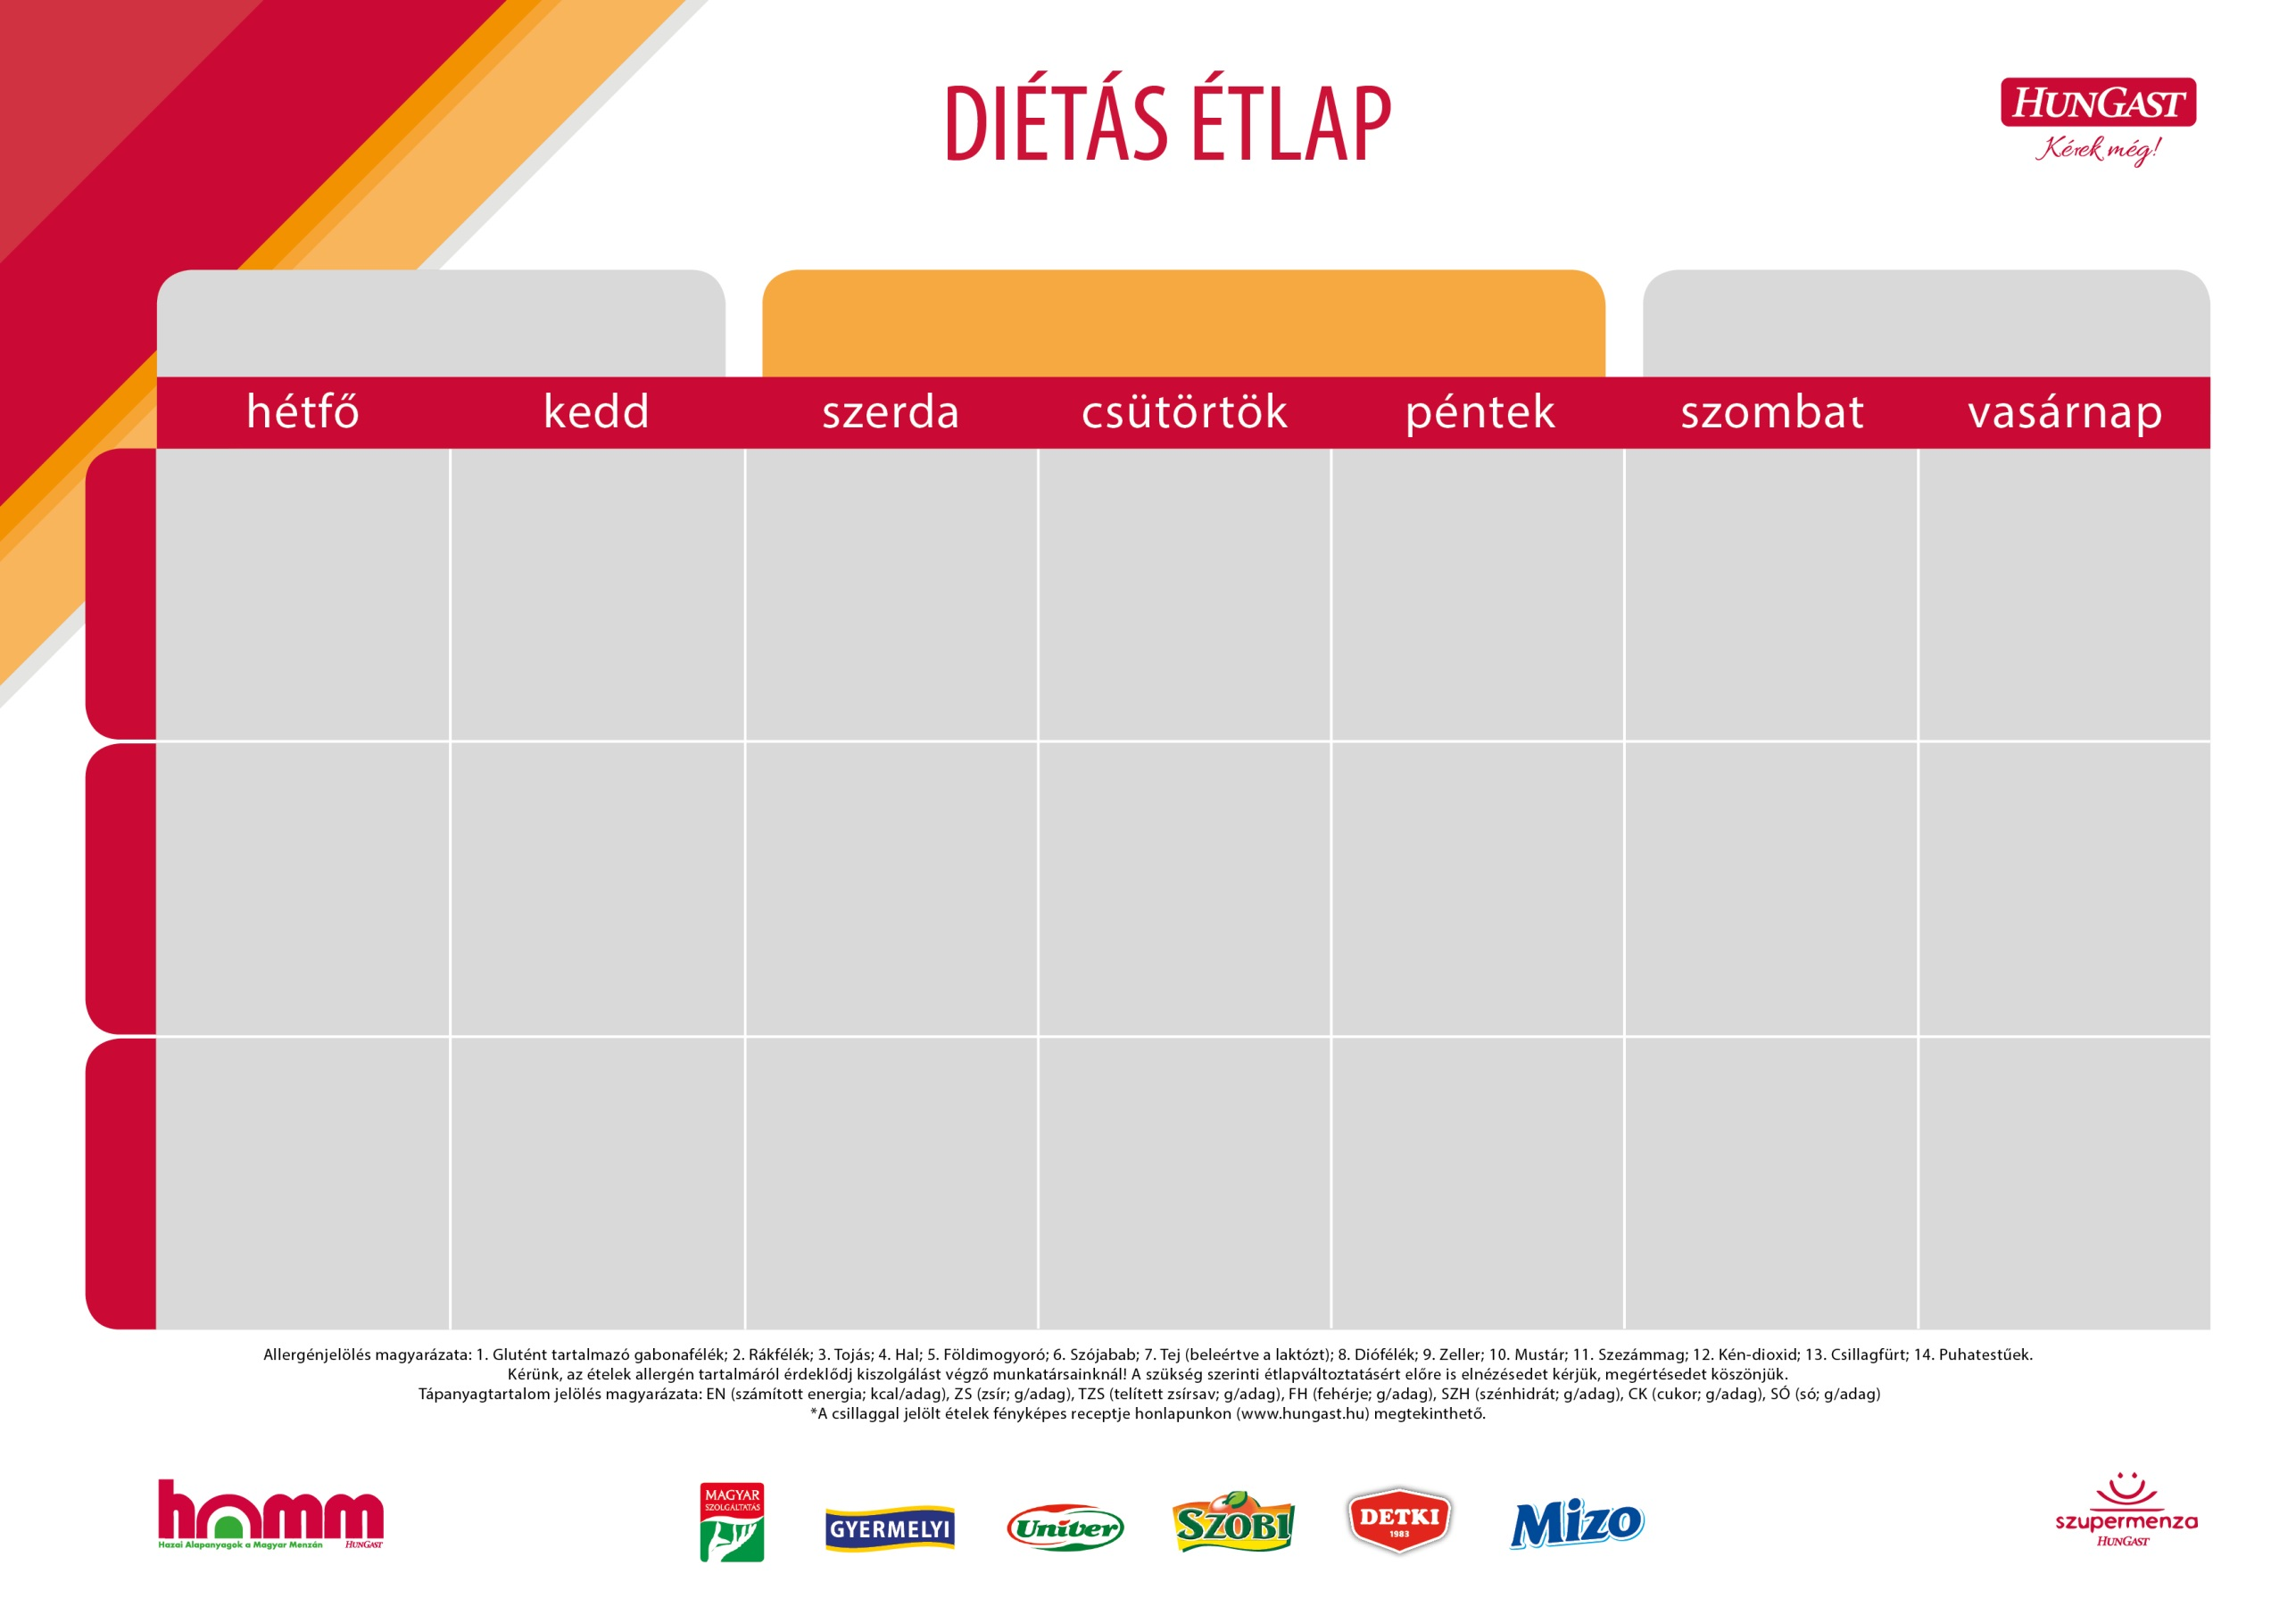 DIÉTÁS ÉTLAP
HUNGAST
Kérek még!
hétfő kedd szerda csütörtök péntek szombat vasárnap
Allergénjelölés magyarázata: 1. Glutént tartalmazó gabonafélék; 2. Rákfélék; 3. Tojás; 4. Hal; 5. Földimogyoró; 6. Szójabab; 7. Tej (beleértve a laktózt); 8. Diófélék; 9. Zeller; 10. Mustár; 11. Szezámmag; 12. Kén-dioxid; 13. Csillagfürt; 14. Puhatestűek.
Kérünk, az ételek allergén tartalmáról érdeklődj kiszolgálást végző munkatársainknál! A szükség szerinti étlapváltoztatásért előre is elnézésedet kérjük, megértésedet köszönjük.
Tápanyagtartalom jelölés magyarázata: EN (számított energia; kcal/adag), ZS (zsír; g/adag), TZS (telített zsírsav; g/adag), FH (fehérje; g/adag), SZH (szénhidrát; g/adag), CK (cukor; g/adag), SÓ (só; g/adag)
*A csillaggal jelölt ételek fényképes receptje honlapunkon (www.hungast.hu) megtekinthető.
hamm
Hazai Alapanyagok a Magyar Menzán HUNGAST
MAGYAR
SZOLGÁLTATÁS
GYERMELYI
Univer
SZOBI
DETKI
1983
Mizo
szupermenza
HUNGAST